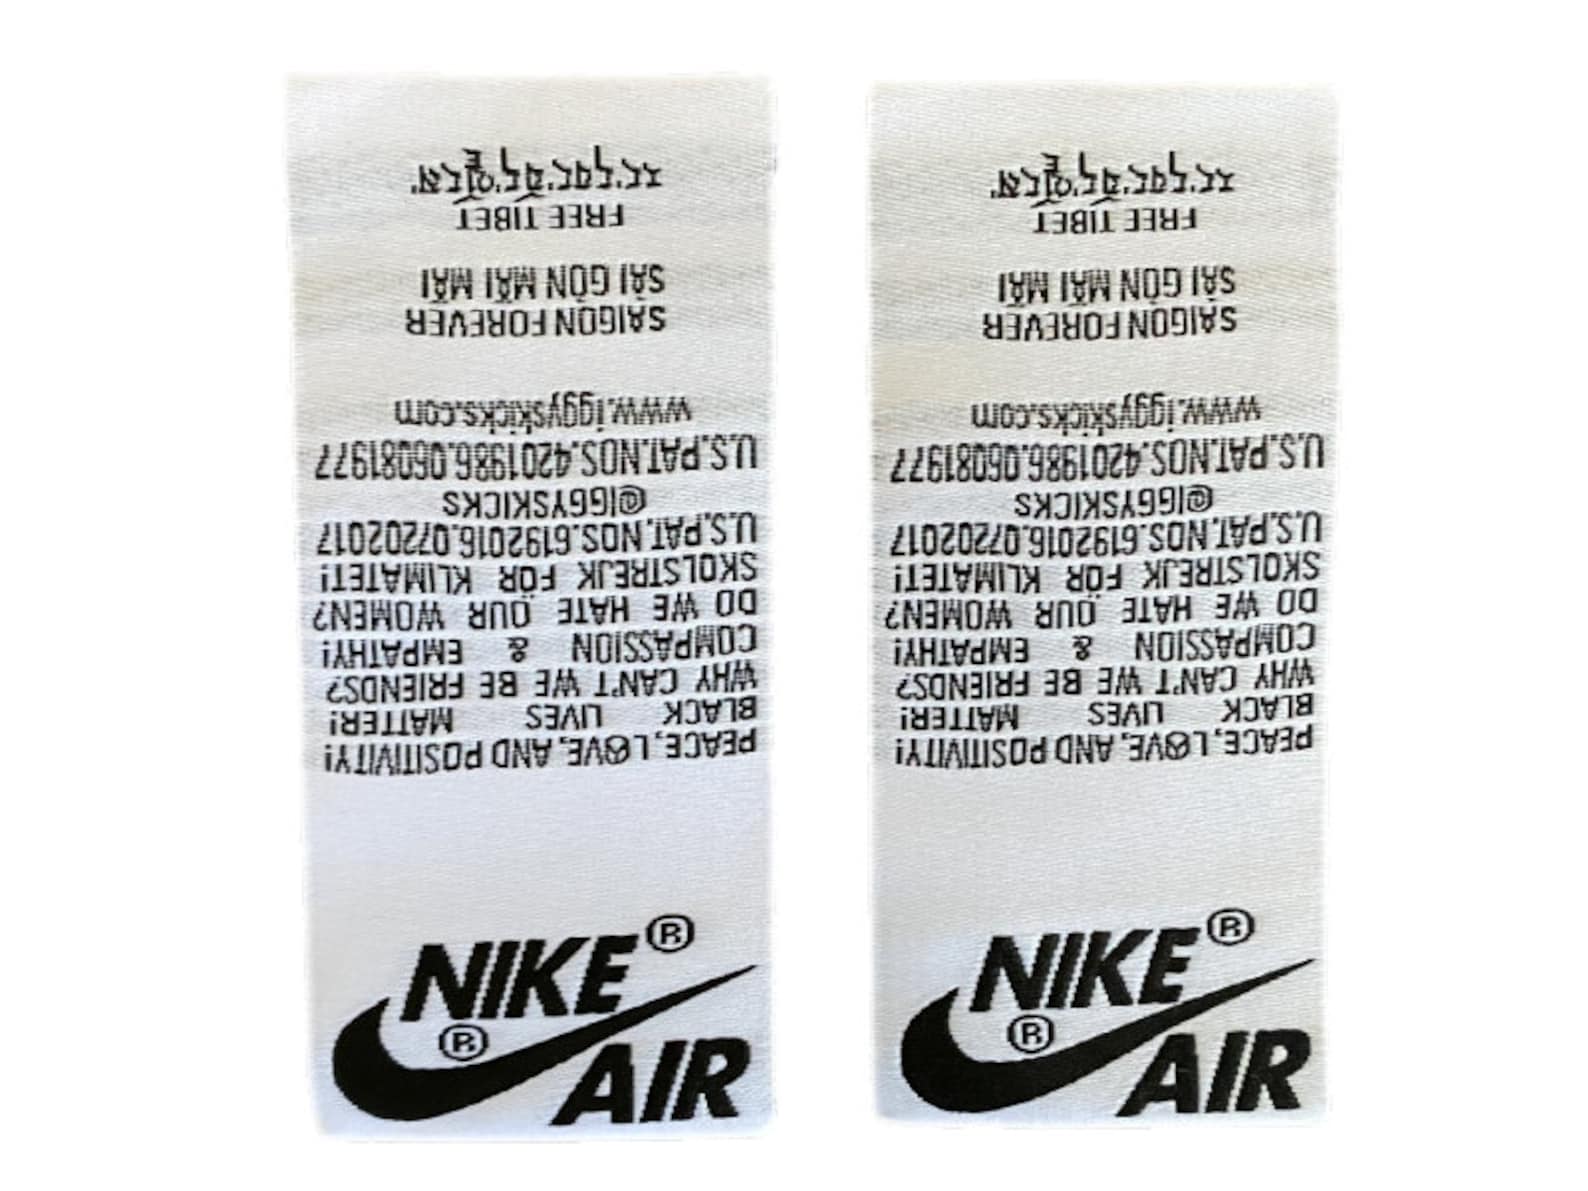 PEACE, LOVE, AND POSITIVITY!
BLACK LIVES MATTER!
WHY CAN'T WE BE FRIENDS?
COMPASSION & EMPATHY!
DO WE HATE OUR WOMEN?
SKOLSTREJK FÖR KLIMATET!
U.S.PAT.NOS.6192016.07202017
@IGGYSKICKS
U.S.PAT.NOS.4201986.06081977
www.iggyskicks.com
SAIGON FOREVER
SÀI GÒN MÃI MÃI
FREE TIBET
NIKE®
® AIR
PEACE, LOVE, AND POSITIVITY!
BLACK LIVES MATTER!
WHY CAN'T WE BE FRIENDS?
COMPASSION & EMPATHY!
DO WE HATE OUR WOMEN?
SKOLSTREJK FÖR KLIMATET!
U.S.PAT.NOS.6192016.07202017
@IGGYSKICKS
U.S.PAT.NOS.4201986.06081977
www.iggyskicks.com
SAIGON FOREVER
SÀI GÒN MÃI MÃI
FREE TIBET
NIKE®
® AIR